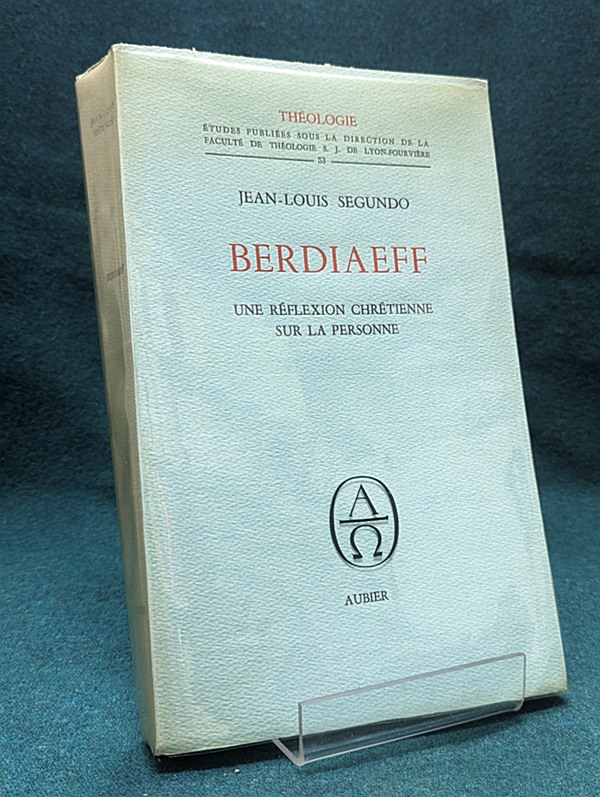 THÉOLOGIE
ÉTUDES PUBLIÉES SOUS LA DIRECTION DE LA
FACULTÉ DE THÉOLOGIE S. J. DE LYON-FOURVIÈRE
53
JEAN-LOUIS SEGUNDO
BERDIAEFF
UNE RÉFLEXION CHRÉTIENNE
SUR LA PERSONNE
Α
Ω
AUBIER